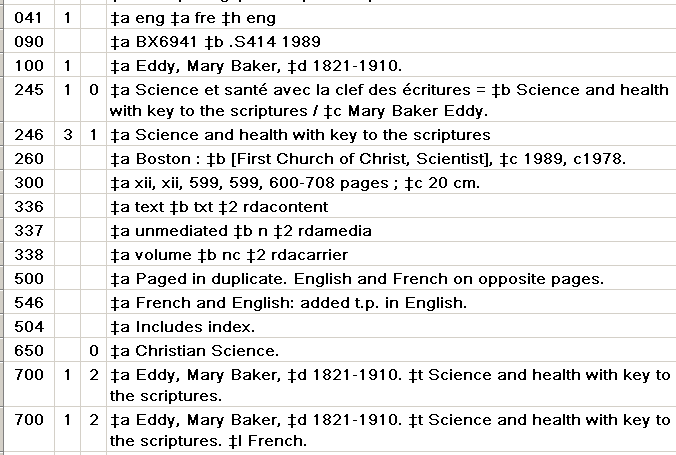 041 1 ‡a eng ‡a fre ‡h eng
090 ‡a BX6941 ‡b .S414 1989
100 1 ‡a Eddy, Mary Baker, ‡d 1821-1910.
245 1 0 ‡a Science et santé avec la clef des écritures = ‡b Science and health
with key to the scriptures / ‡c Mary Baker Eddy.
246 3 1 ‡a Science and health with key to the scriptures
260 ‡a Boston : ‡b [First Church of Christ, Scientist], ‡c 1989, c1978.
300 ‡a xii, xii, 599, 599, 600-708 pages ; ‡c 20 cm.
336 ‡a text ‡b txt ‡2 rdacontent
337 ‡a unmediated ‡b n ‡2 rdamedia
338 ‡a volume ‡b nc ‡2 rdacarrier
500 ‡a Paged in duplicate. English and French on opposite pages.
546 ‡a French and English: added t.p. in English.
504 ‡a Includes index.
650 0 ‡a Christian Science.
700 1 2 ‡a Eddy, Mary Baker, ‡d 1821-1910. ‡t Science and health with key to
the scriptures.
700 1 2 ‡a Eddy, Mary Baker, ‡d 1821-1910. ‡t Science and health with key to
the scriptures. ‡l French.